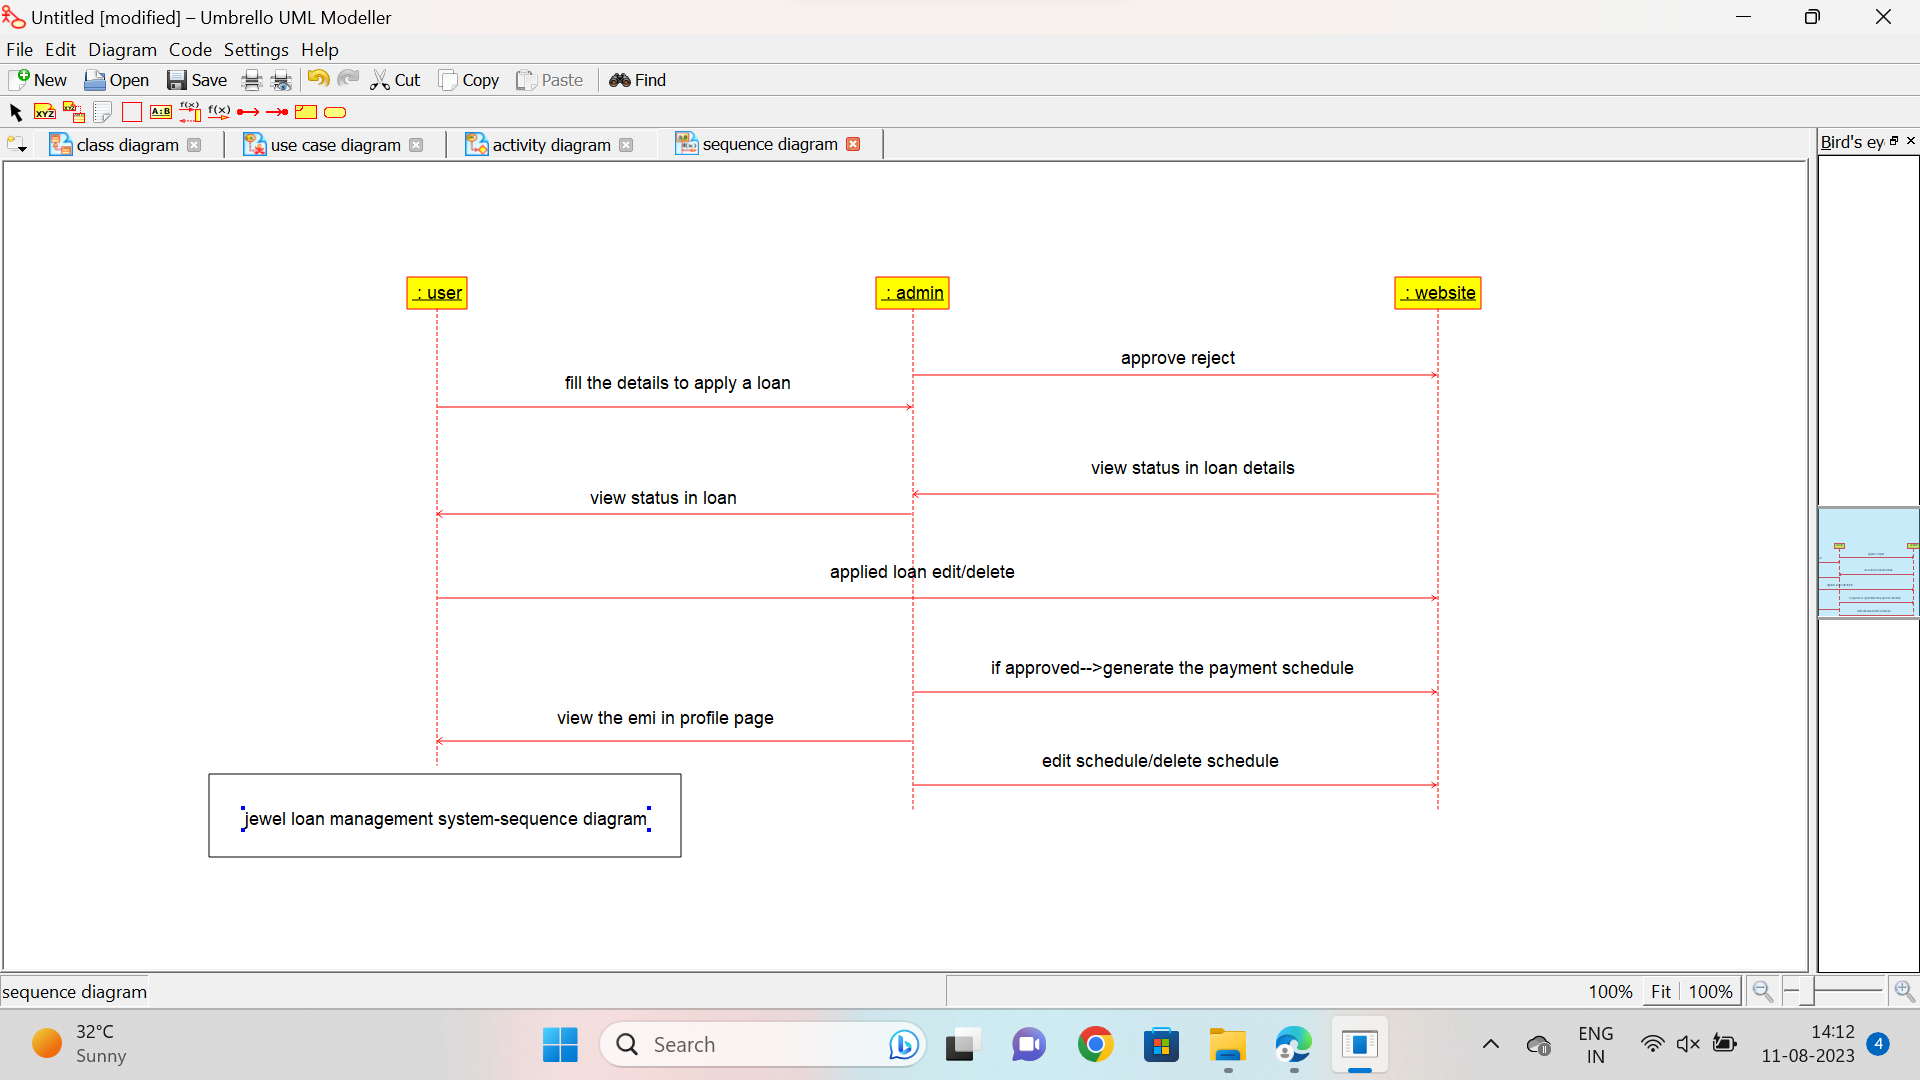 Untitled [modified] – Umbrello UML Modeller
File Edit Diagram Code Settings Help
New Open Save Cut Copy Paste Find
XYZ XYZ A:B f(x) f(x)
class diagram use case diagram activity diagram sequence diagram
Bird's ey
: user : admin : website
approve reject
fill the details to apply a loan
view status in loan details
view status in loan
applied loan edit/delete
if approved-->generate the payment schedule
view the emi in profile page
edit schedule/delete schedule
jewel loan management system-sequence diagram
sequence diagram 100% Fit 100%
32°C
Sunny
Search
ENG
IN
14:12
11-08-2023
4